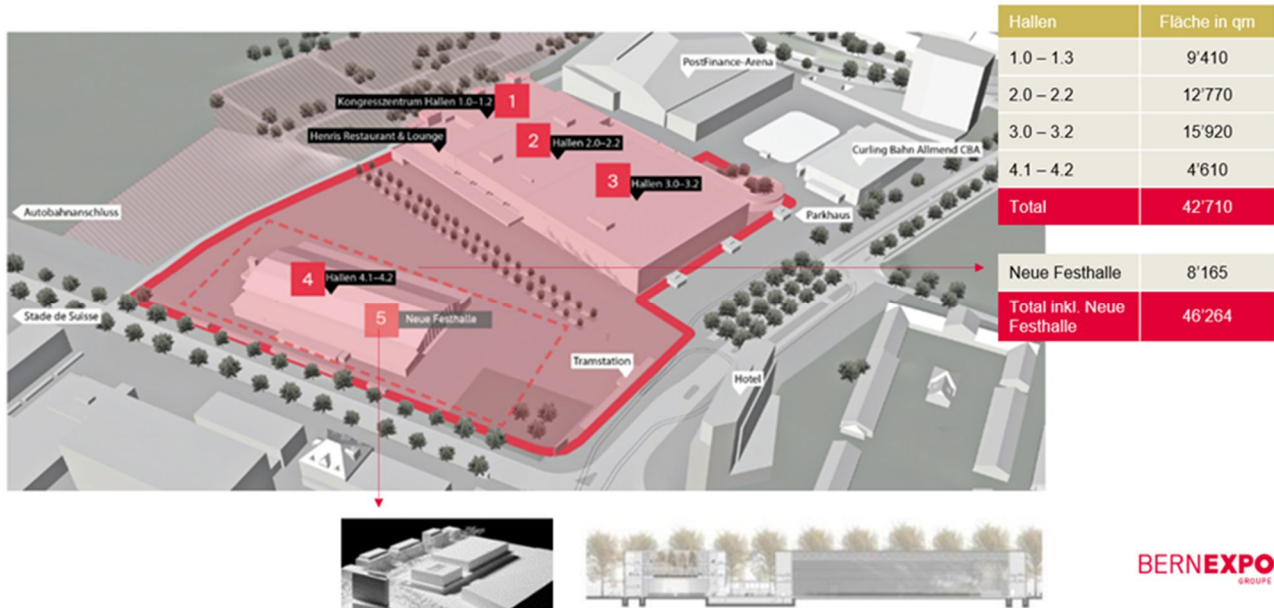 Hallen Fläche in qm
1.0 – 1.3 9'410
2.0 – 2.2 12'770
3.0 – 3.2 15'920
4.1 – 4.2 4'610
Total 42'710
Neue Festhalle 8'165
Total inkl. Neue
Festhalle 46'264
PostFinance-Arena
Kongresszentrum Hallen 1.0–1.2
1
Henris Restaurant & Lounge
2
Hallen 2.0–2.2
Curling Bahn Allmend CBA
3
Hallen 3.0–3.2
Autobahnanschluss
Parkhaus
4
Hallen 4.1–4.2
Stade de Suisse
5
Neue Festhalle
Tramstation
Hotel
BERNEXPO
GROUPE